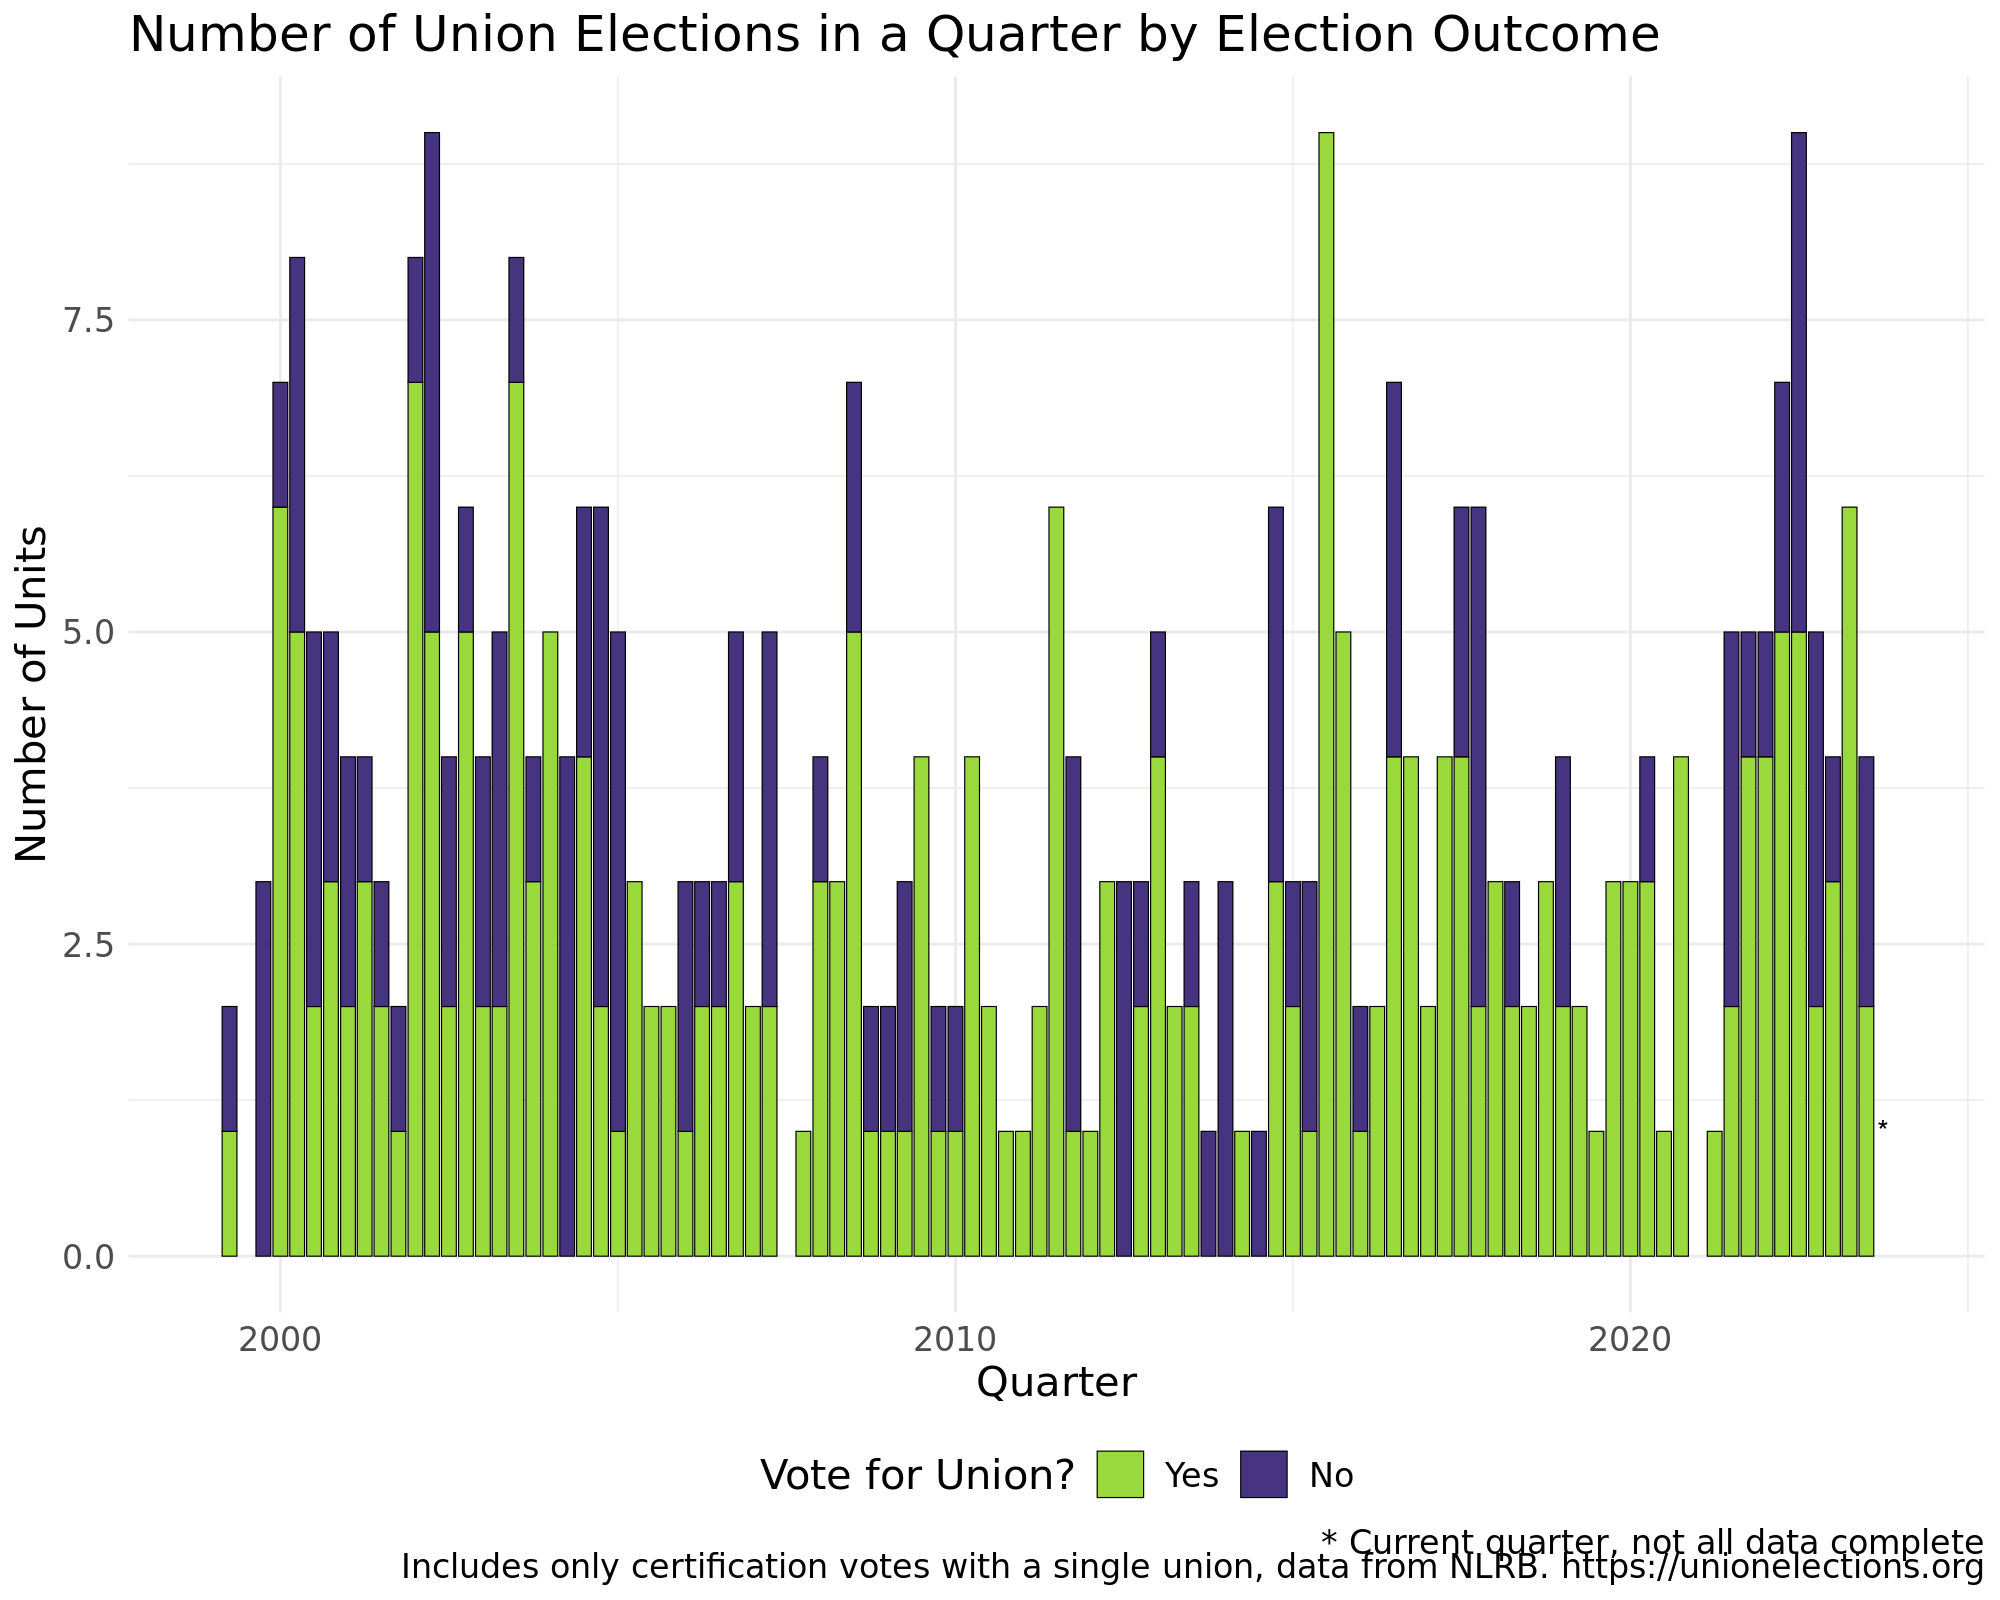 Number of Union Elections in a Quarter by Election Outcome
Number of Units
7.5
5.0
2.5
0.0
*
2000 2010 2020
Quarter
Vote for Union? Yes No
* Current quarter, not all data complete
Includes only certification votes with a single union, data from NLRB. https://unionelections.org